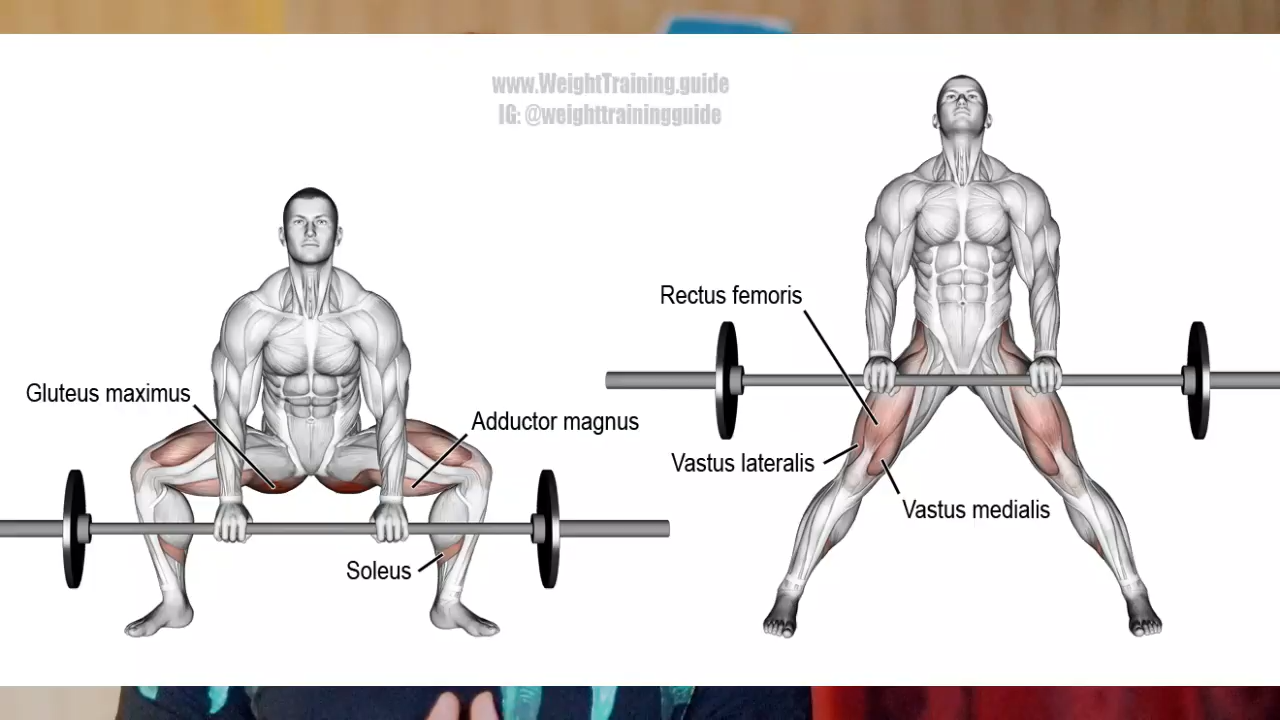 www.WeightTraining.guide
IG: @weighttrainingguide
Rectus femoris
Gluteus maximus
Adductor magnus
Vastus lateralis
Vastus medialis
Soleus